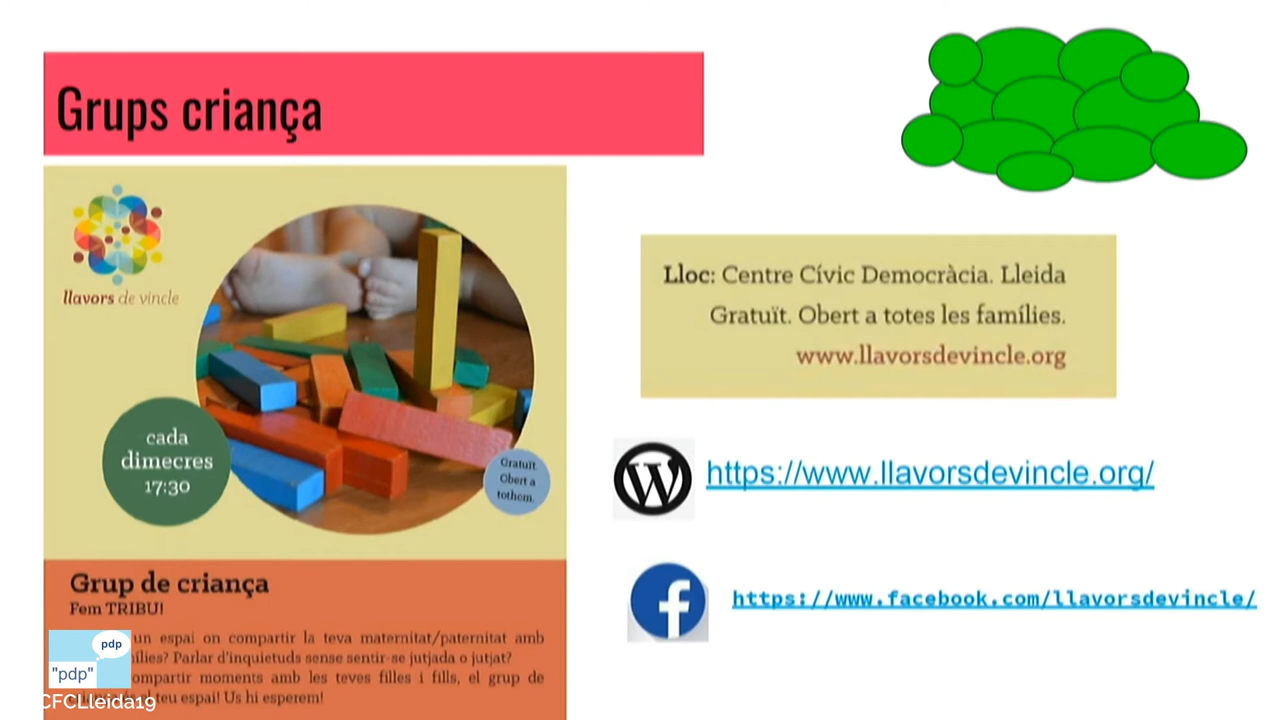 Grups criança
llavors de vincle
cada
dimecres
17:30
Gratuït.
Obert a
tothom.
Grup de criança
Fem TRIBU!
un espai on compartir la teva maternitat/paternitat amb
ílies? Parlar d'inquietuds sense sentir-se jutjada o jutjat?
ompartir moments amb les teves filles i fills, el grup de
teu espai! Us hi esperem!
pdp
"pdp"
CFCLleida19
Lloc: Centre Cívic Democràcia. Lleida
Gratuït. Obert a totes les famílies.
www.llavorsdevincle.org
https://www.llavorsdevincle.org/
https://www.facebook.com/llavorsdevincle/